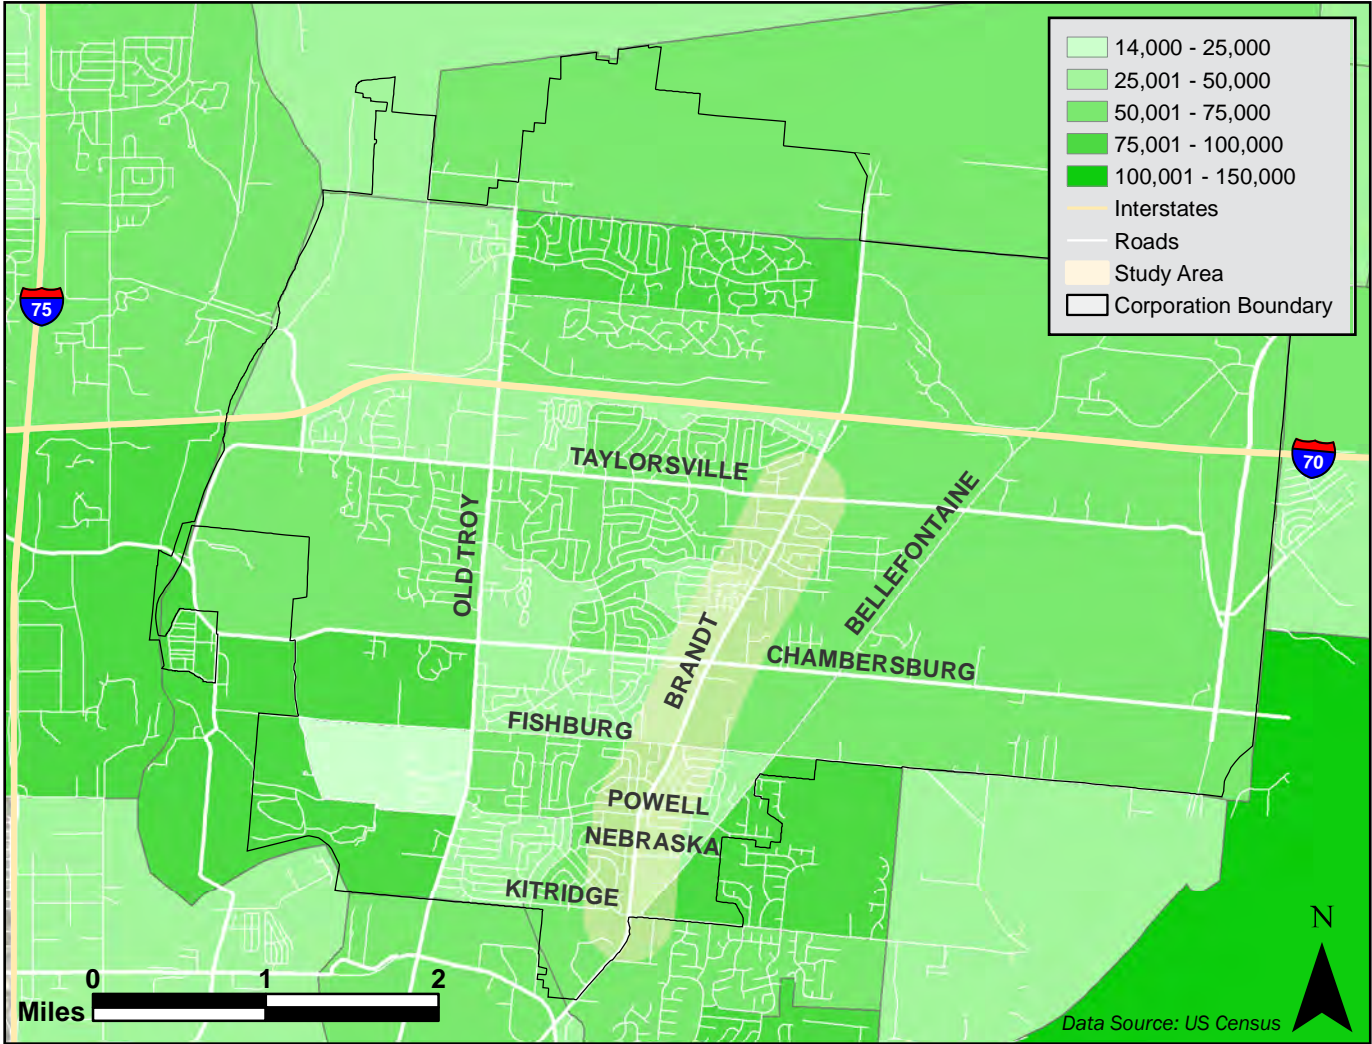 14,000 - 25,000
25,001 - 50,000
50,001 - 75,000
75,001 - 100,000
100,001 - 150,000
Interstates
Roads
Study Area
Corporation Boundary
75
70
TAYLORSVILLE
OLD TROY
BELLEFONTAINE
BRANDT
CHAMBERSBURG
FISHBURG
POWELL
NEBRASKA
KITRIDGE
N
0 1 2
Miles
Data Source: US Census